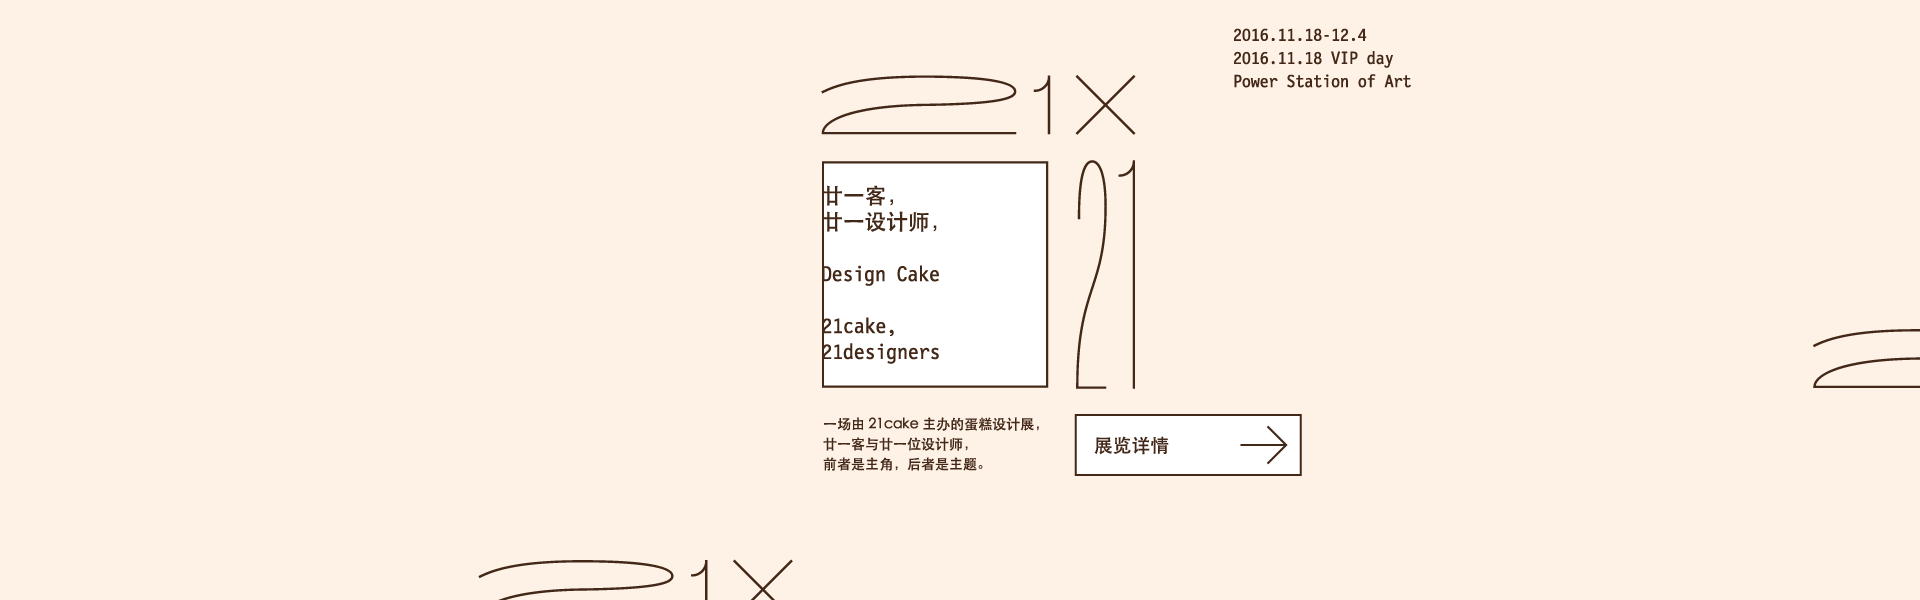 2016.11.18-12.4
2016.11.18 VIP day
Power Station of Art
21X
21
廿一客，
廿一设计师，
Design Cake
21cake,
21designers
一场由 21cake 主办的蛋糕设计展，
廿一客与廿一位设计师，
前者是主角，后者是主题。
展览详情
21X
2